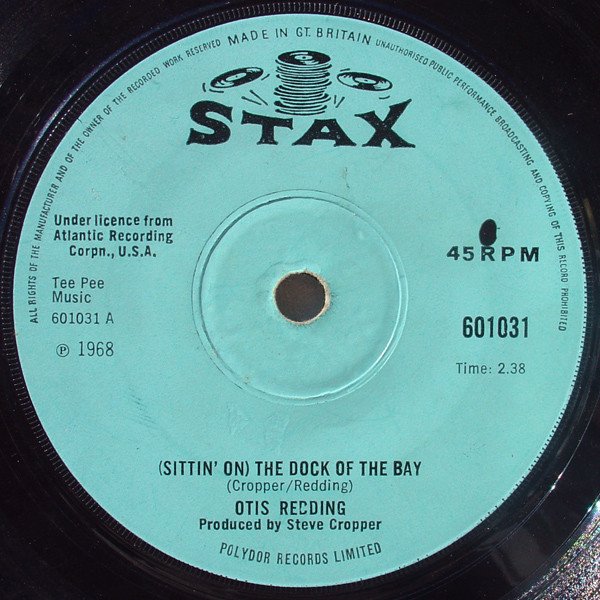 ALL RIGHTS OF THE MANUFACTURER AND OF THE OWNER OF THE RECORDED WORK RESERVED MADE IN GT. BRITAIN UNAUTHORISED PUBLIC PERFORMANCE BROADCASTING AND COPYING OF THIS RECORD PROHIBITED
STAX
Under licence from
Atlantic Recording
Corpn., U.S.A.
45 RPM
Tee Pee
Music
601031 A
601031
℗ 1968
Time: 2.38
(SITTIN' ON) THE DOCK OF THE BAY
(Cropper/Redding)
OTIS REDDING
Produced by Steve Cropper
POLYDOR RECORDS LIMITED